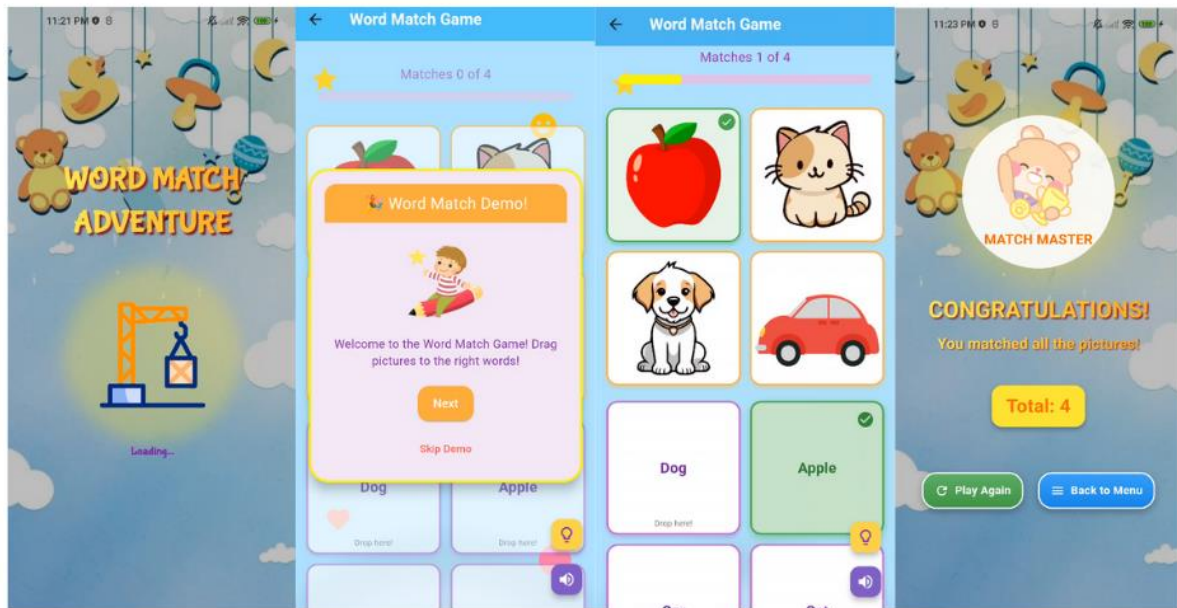 11:21 PM
WORD MATCH
ADVENTURE
Loading...
Word Match Game
Matches 0 of 4
Word Match Demo!
Welcome to the Word Match Game! Drag
pictures to the right words!
Next
Skip Demo
Dog
Apple
Drop here!
Drop here!
Word Match Game
Matches 1 of 4
Dog
Apple
Drop here!
11:23 PM
MATCH MASTER
CONGRATULATIONS!
You matched all the pictures!
Total: 4
Play Again
Back to Menu